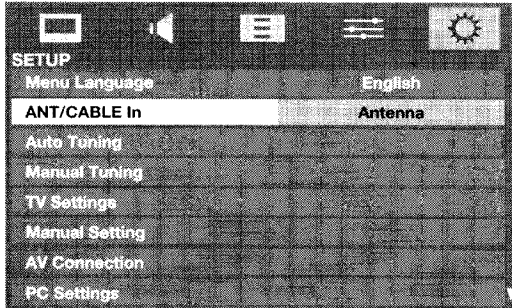 SETUP
Menu Language English
ANT/CABLE In Antenna
Auto Tuning
Manual Tuning
TV Settings
Manual Setting
AV Connection
PC Settings